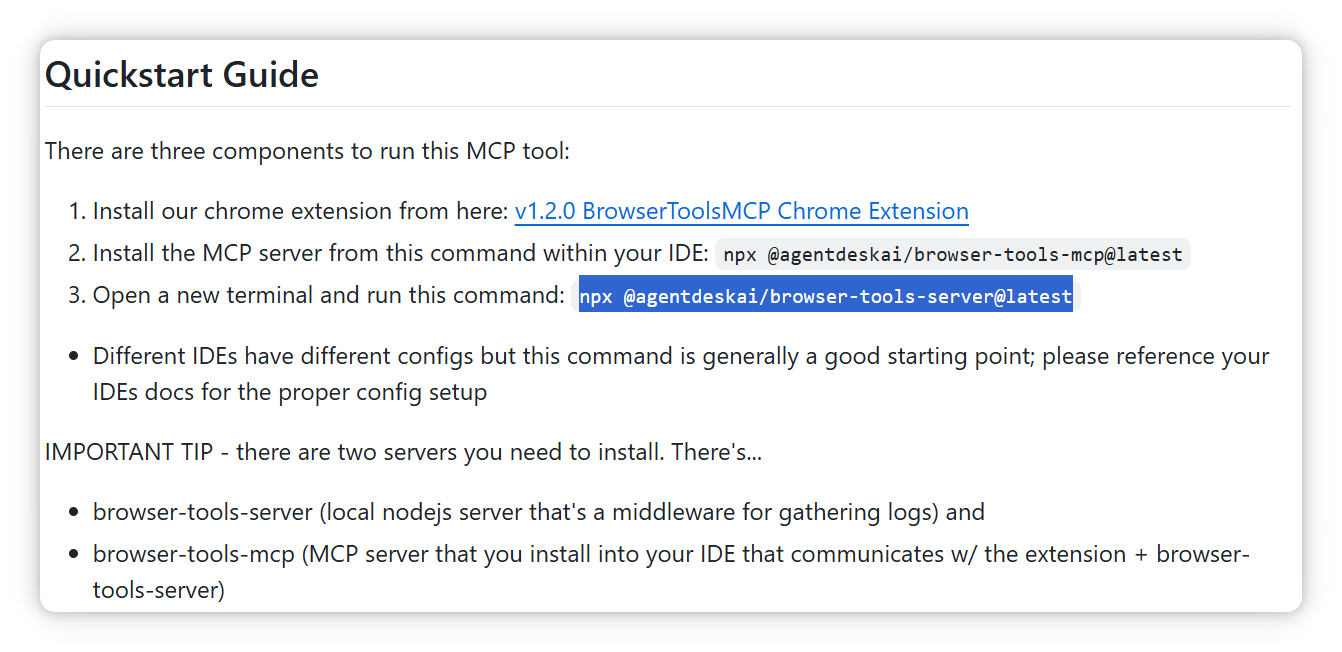 Quickstart Guide
There are three components to run this MCP tool:
1. Install our chrome extension from here: v1.2.0 BrowserToolsMCP Chrome Extension
2. Install the MCP server from this command within your IDE: npx @agentdeskai/browser-tools-mcp@latest
3. Open a new terminal and run this command: npx @agentdeskai/browser-tools-server@latest
• Different IDEs have different configs but this command is generally a good starting point; please reference your
IDEs docs for the proper config setup
IMPORTANT TIP - there are two servers you need to install. There's...
• browser-tools-server (local nodejs server that's a middleware for gathering logs) and
• browser-tools-mcp (MCP server that you install into your IDE that communicates w/ the extension + browser-
tools-server)